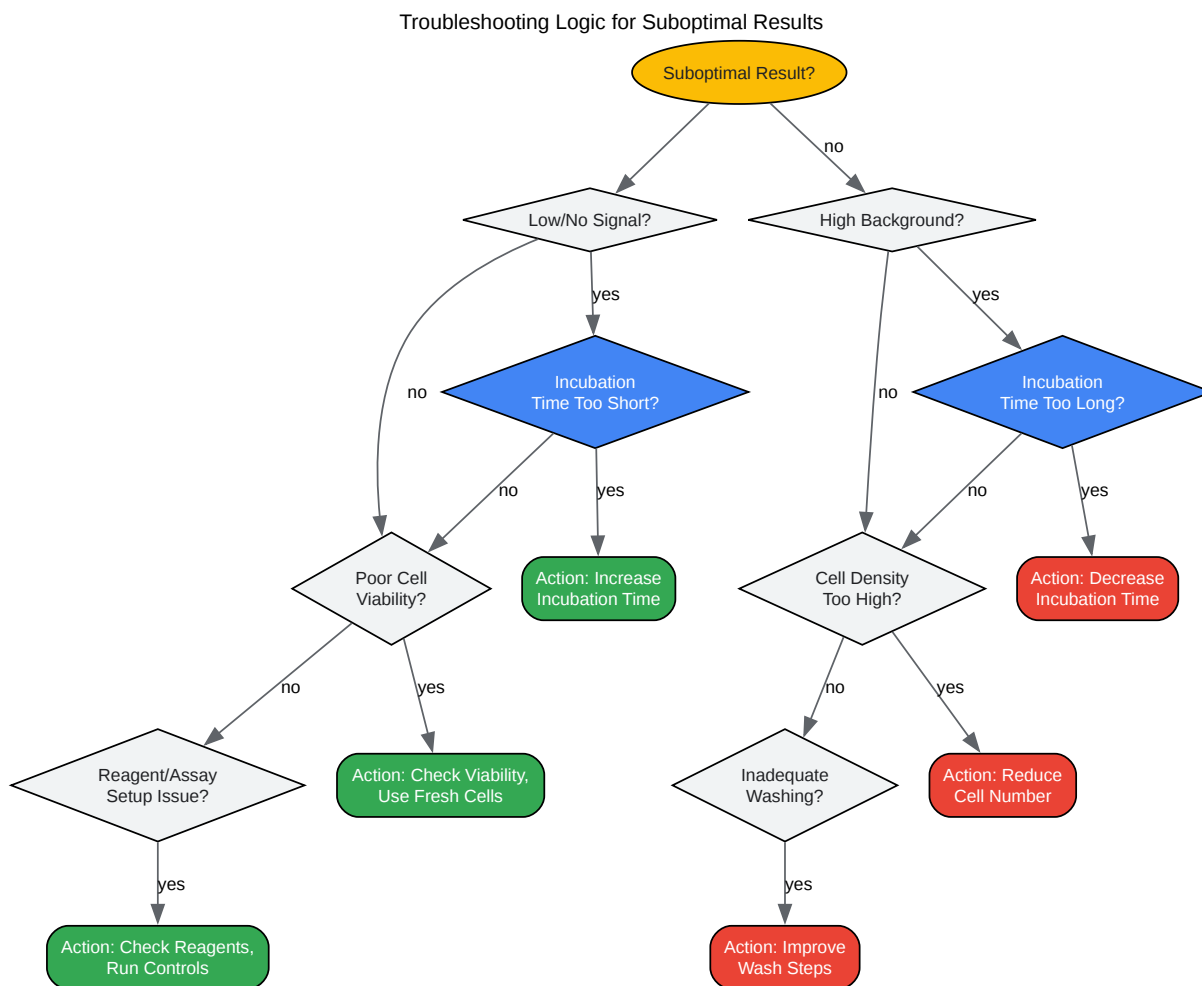 Troubleshooting Logic for Suboptimal Results
Suboptimal Result?
no
Low/No Signal?
High Background?
yes
yes
Incubation
Time Too Short?
Incubation
Time Too Long?
no
no
no
yes
no
yes
Poor Cell
Viability?
Action: Increase
Incubation Time
Cell Density
Too High?
Action: Decrease
Incubation Time
no
yes
no
yes
Reagent/Assay
Setup Issue?
Action: Check Viability,
Use Fresh Cells
Inadequate
Washing?
Action: Reduce
Cell Number
yes
yes
Action: Check Reagents,
Run Controls
Action: Improve
Wash Steps